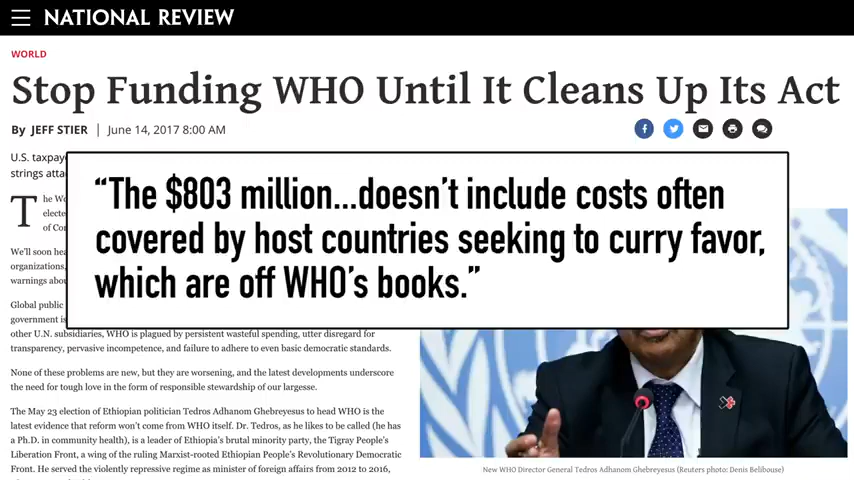 NATIONAL REVIEW
WORLD
Stop Funding WHO Until It Cleans Up Its Act
By JEFF STIER | June 14, 2017 8:00 AM
U.S. taxpay
strings atta
“The $803 million...doesn’t include costs often
covered by host countries seeking to curry favor,
which are off WHO’s books.”
The Wo
electe
of Con
We’ll soon hea
organizations,
warnings abou
Global public
government is
other U.N. subsidiaries, WHO is plagued by persistent wasteful spending, utter disregard for
transparency, pervasive incompetence, and failure to adhere to even basic democratic standards.
None of these problems are new, but they are worsening, and the latest developments underscore
the need for tough love in the form of responsible stewardship of our largesse.
The May 23 election of Ethiopian politician Tedros Adhanom Ghebreyesus to head WHO is the
latest evidence that reform won’t come from WHO itself. Dr. Tedros, as he likes to be called (he has
a Ph.D. in community health), is a leader of Ethiopia’s brutal minority party, the Tigray People’s
Liberation Front, a wing of the ruling Marxist-rooted Ethiopian People’s Revolutionary Democratic
Front. He served the violently repressive regime as minister of foreign affairs from 2012 to 2016,
New WHO Director General Tedros Adhanom Ghebreyesus (Reuters photo: Denis Belibouse)